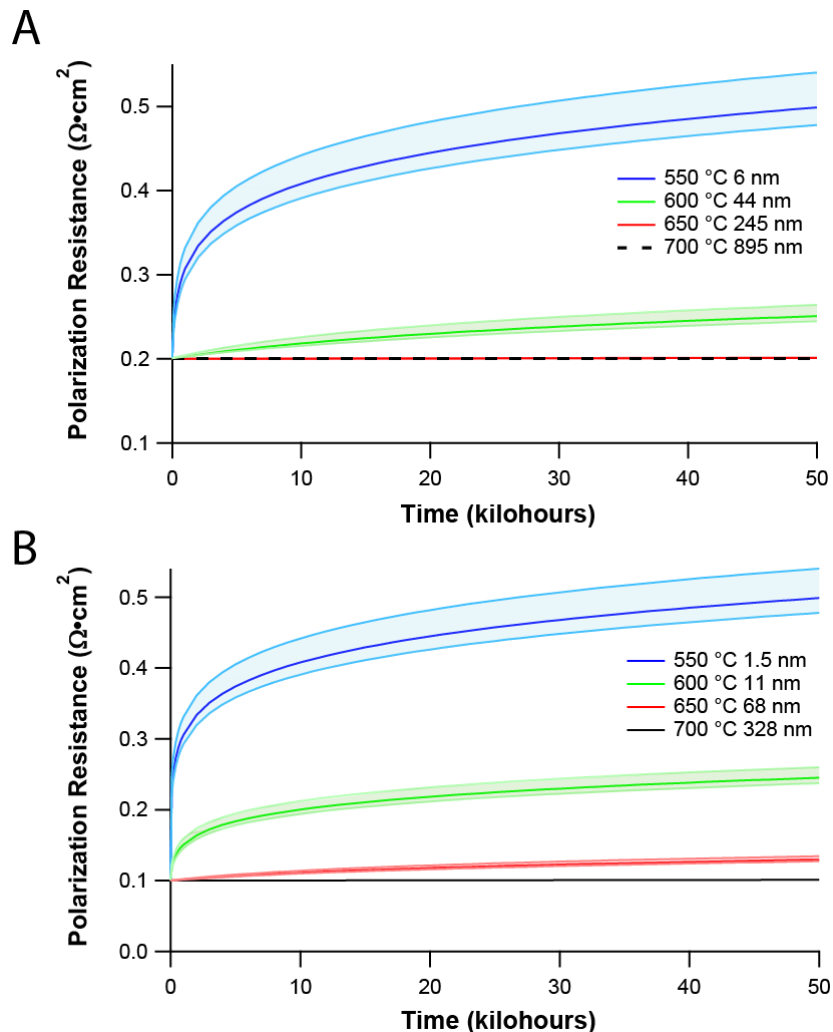 A
Polarization Resistance (Ω•cm²)
0.5
0.4
0.3
0.2
0.1
550 °C 6 nm
600 °C 44 nm
650 °C 245 nm
700 °C 895 nm
0 10 20 30 40 50
Time (kilohours)
B
Polarization Resistance (Ω•cm²)
0.5
0.4
0.3
0.2
0.1
0.0
550 °C 1.5 nm
600 °C 11 nm
650 °C 68 nm
700 °C 328 nm
0 10 20 30 40 50
Time (kilohours)